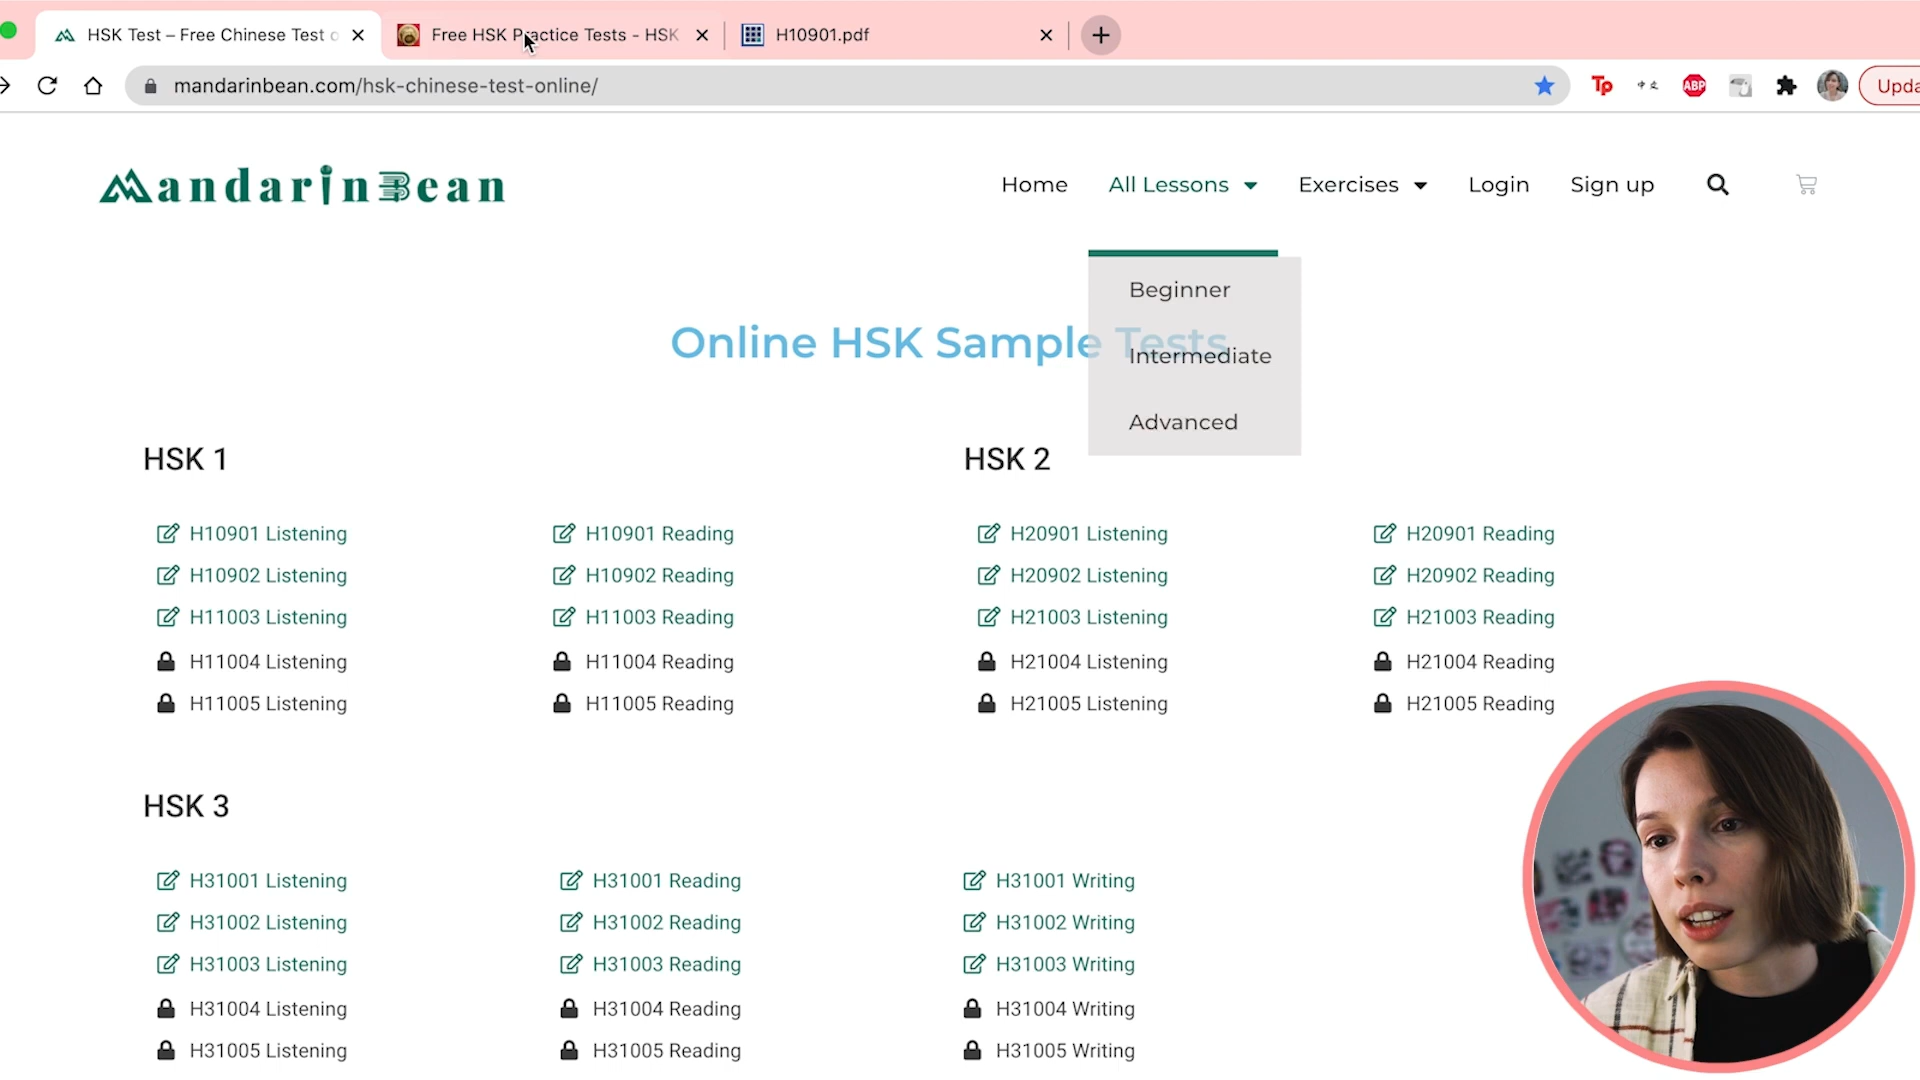 HSK Test – Free Chinese Test o
Free HSK Practice Tests - HSK
H10901.pdf
mandarinbean.com/hsk-chinese-test-online/
Tp
中文
ABP
Upda
MandarinBean
Home
All Lessons
Exercises
Login
Sign up
Beginner
Intermediate
Advanced
Online HSK Sample Tests
HSK 1
HSK 2
H10901 Listening
H10901 Reading
H20901 Listening
H20901 Reading
H10902 Listening
H10902 Reading
H20902 Listening
H20902 Reading
H11003 Listening
H11003 Reading
H21003 Listening
H21003 Reading
H11004 Listening
H11004 Reading
H21004 Listening
H21004 Reading
H11005 Listening
H11005 Reading
H21005 Listening
H21005 Reading
HSK 3
H31001 Listening
H31001 Reading
H31001 Writing
H31002 Listening
H31002 Reading
H31002 Writing
H31003 Listening
H31003 Reading
H31003 Writing
H31004 Listening
H31004 Reading
H31004 Writing
H31005 Listening
H31005 Reading
H31005 Writing